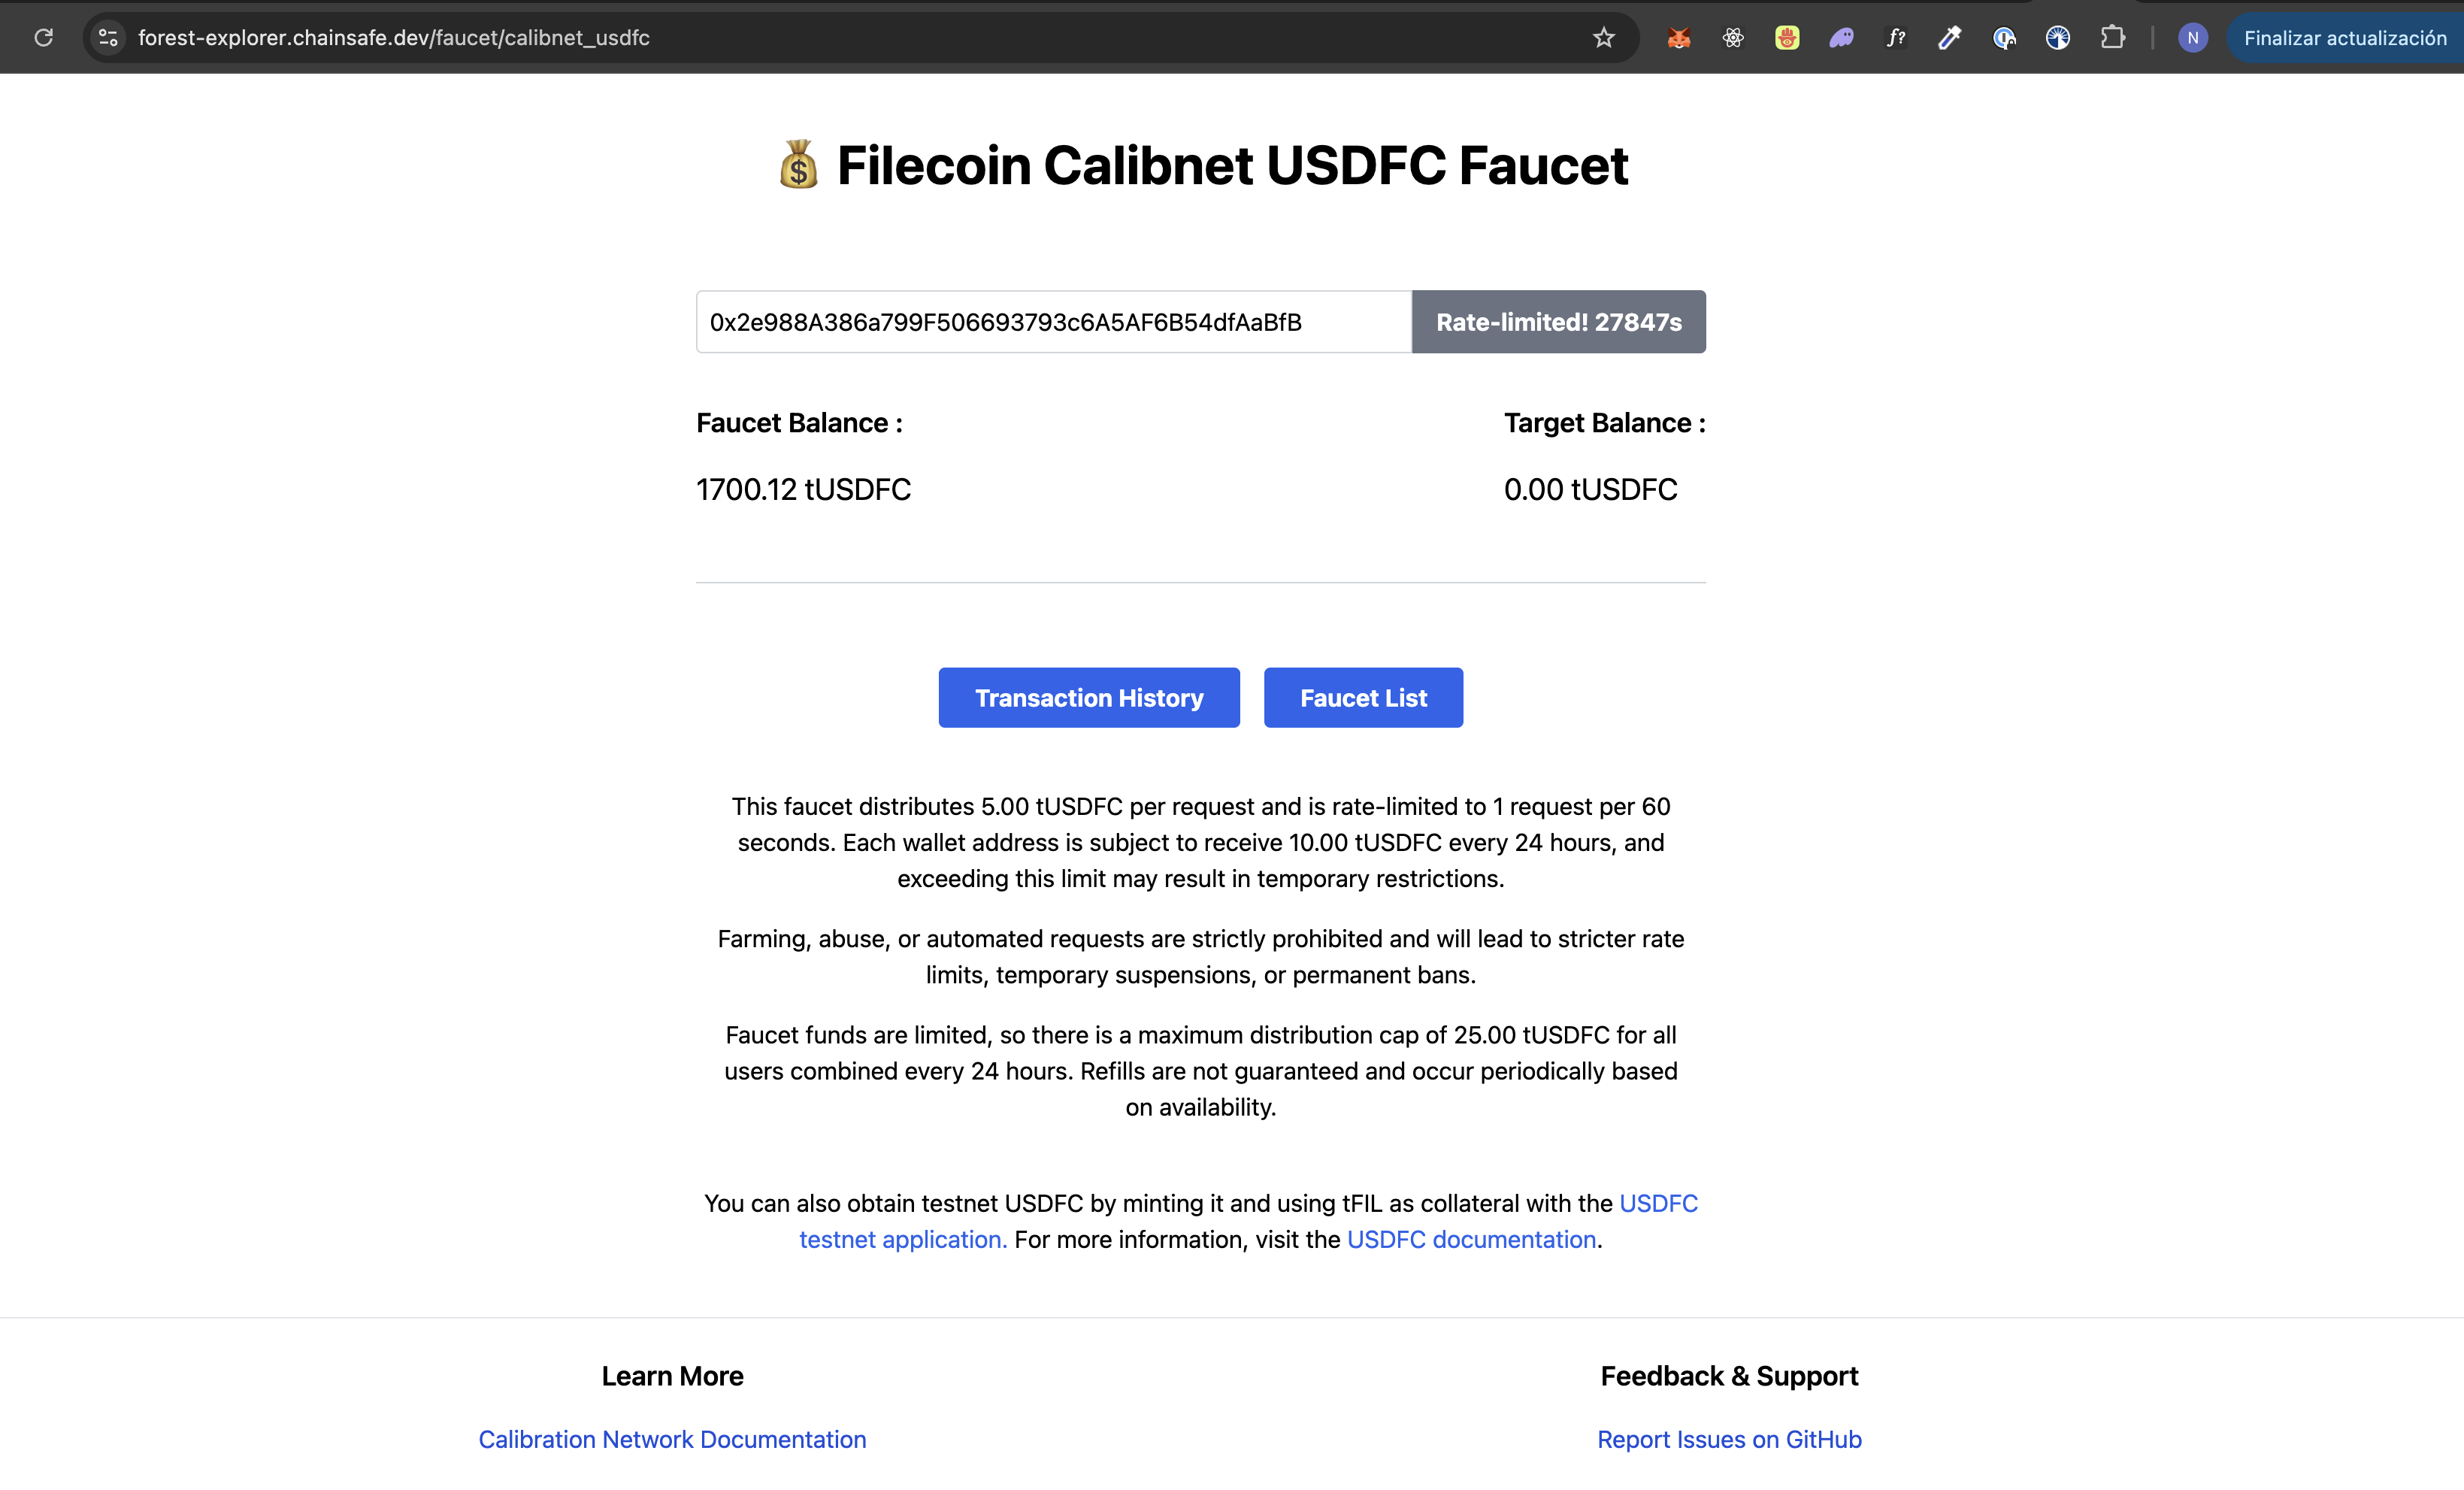 forest-explorer.chainsafe.dev/faucet/calibnet_usdfc
f?
N
Finalizar actualización
Filecoin Calibnet USDFC Faucet
0x2e988A386a799F506693793c6A5AF6B54dfAaBfB
Rate-limited! 27847s
Faucet Balance :
Target Balance :
1700.12 tUSDFC
0.00 tUSDFC
Transaction History
Faucet List
This faucet distributes 5.00 tUSDFC per request and is rate-limited to 1 request per 60
seconds. Each wallet address is subject to receive 10.00 tUSDFC every 24 hours, and
exceeding this limit may result in temporary restrictions.
Farming, abuse, or automated requests are strictly prohibited and will lead to stricter rate
limits, temporary suspensions, or permanent bans.
Faucet funds are limited, so there is a maximum distribution cap of 25.00 tUSDFC for all
users combined every 24 hours. Refills are not guaranteed and occur periodically based
on availability.
You can also obtain testnet USDFC by minting it and using tFIL as collateral with the USDFC
testnet application. For more information, visit the USDFC documentation.
Learn More
Feedback & Support
Calibration Network Documentation
Report Issues on GitHub